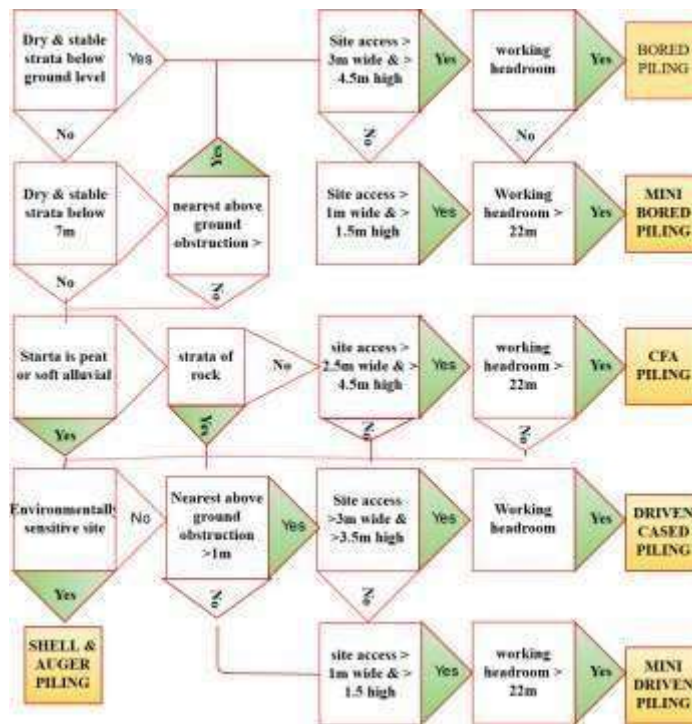 Dry & stable
strata below
ground level
Yes
Site access >
3m wide & >
4.5m high
Yes
working
headroom
Yes
BORED
PILING
No
Yes
No
No
Dry & stable
strata below
7m
nearest above
ground
obstruction >
Site access >
1m wide & >
1.5m high
Yes
Working
headroom >
22m
Yes
MINI
BORED
PILING
No
No
Starta is peat
or soft alluvial
strata of
rock
No
site access >
2.5m wide & >
4.5m high
Yes
working
headroom >
22m
Yes
CFA
PILING
Yes
Yes
No
No
Environmentally
sensitive site
No
Nearest above
ground
obstruction
>1m
Yes
Site access
>3m wide &
>3.5m high
Yes
Working
headroom
Yes
DRIVEN
CASED
PILING
Yes
No
No
SHELL &
AUGER
PILING
site access >
1m wide & >
1.5 high
Yes
working
headroom >
22m
Yes
MINI
DRIVEN
PILING